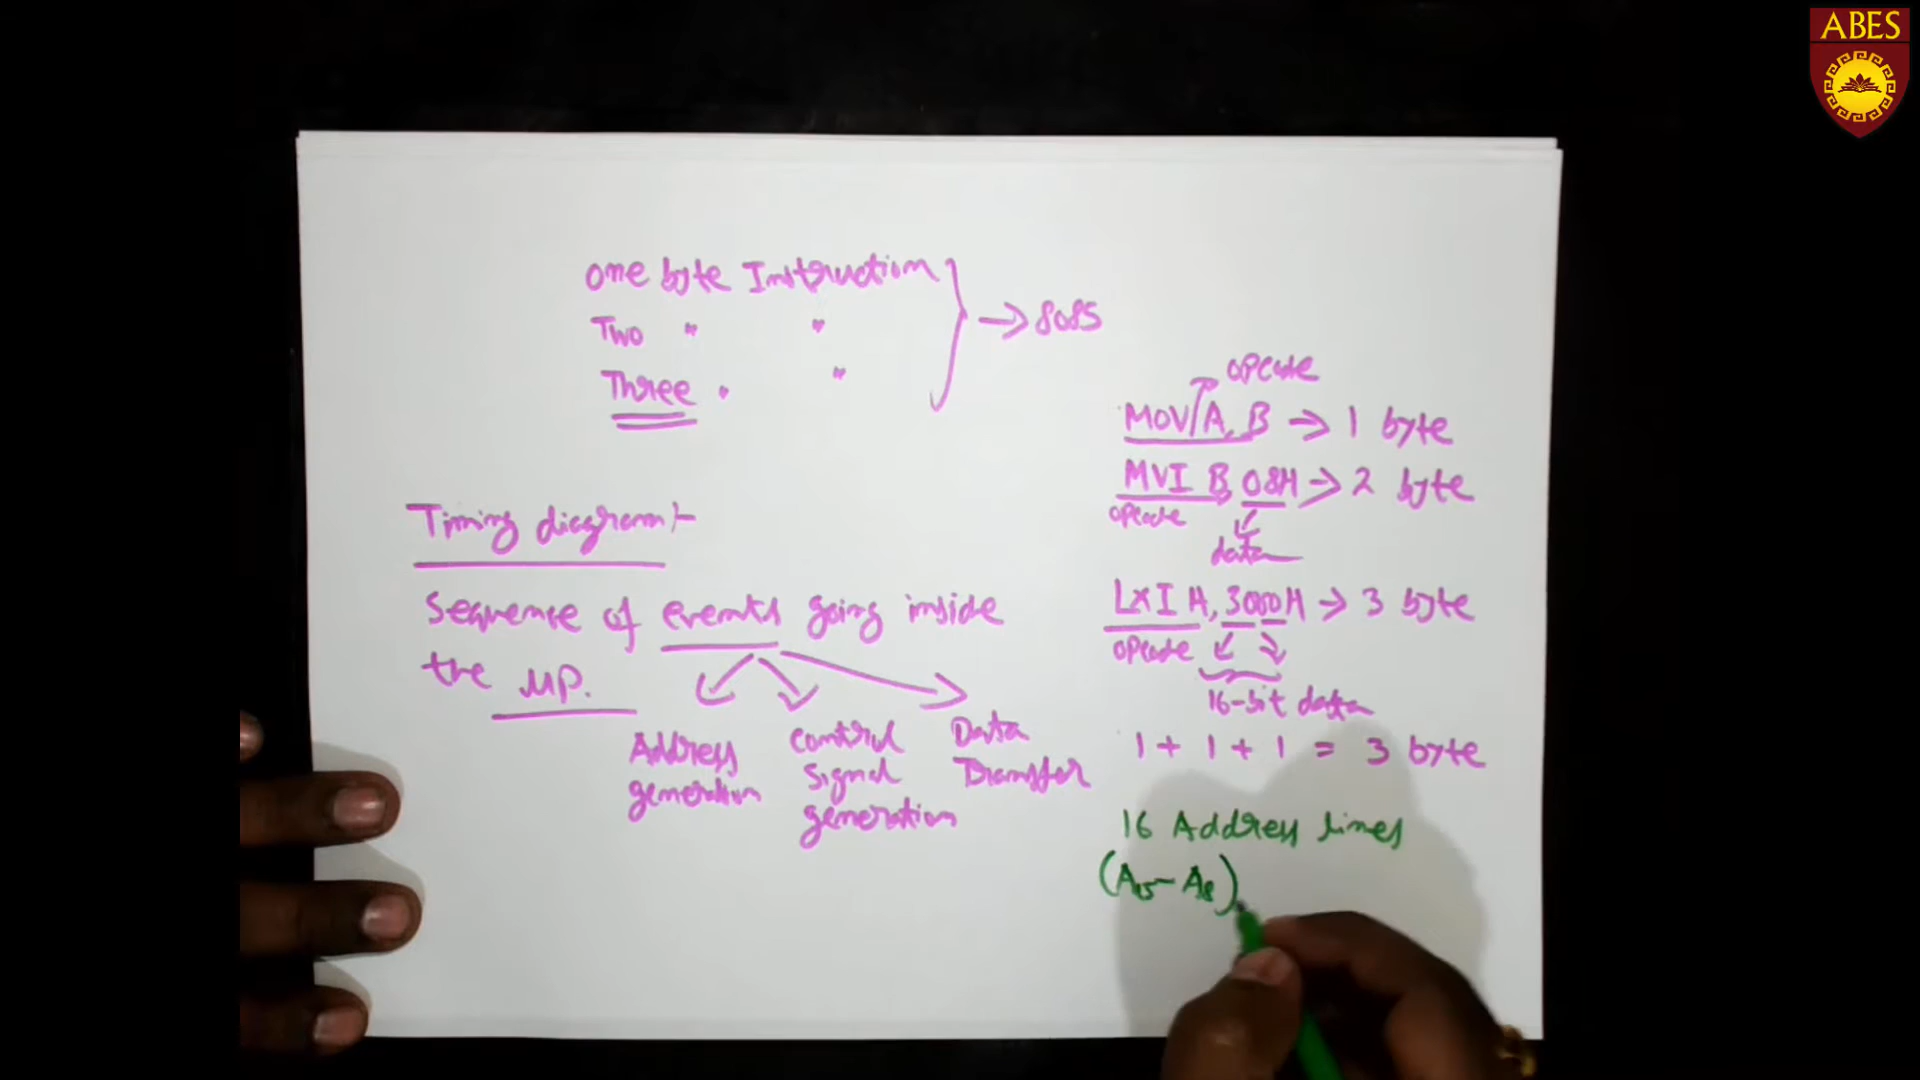 ABES
one byte Instruction
Two " "
Three " "
→ 8085
Timing diagram:-
Sequence of events going inside
the μP.
Address
generation
Control
Signal
generation
Data
Transfer
opcode
MOV A, B → 1 byte
MVI B, 08H → 2 byte
opcode
data
LXI H, 3000H → 3 byte
opcode
16-bit data
1 + 1 + 1 = 3 byte
16 Address lines
(A15-A8)